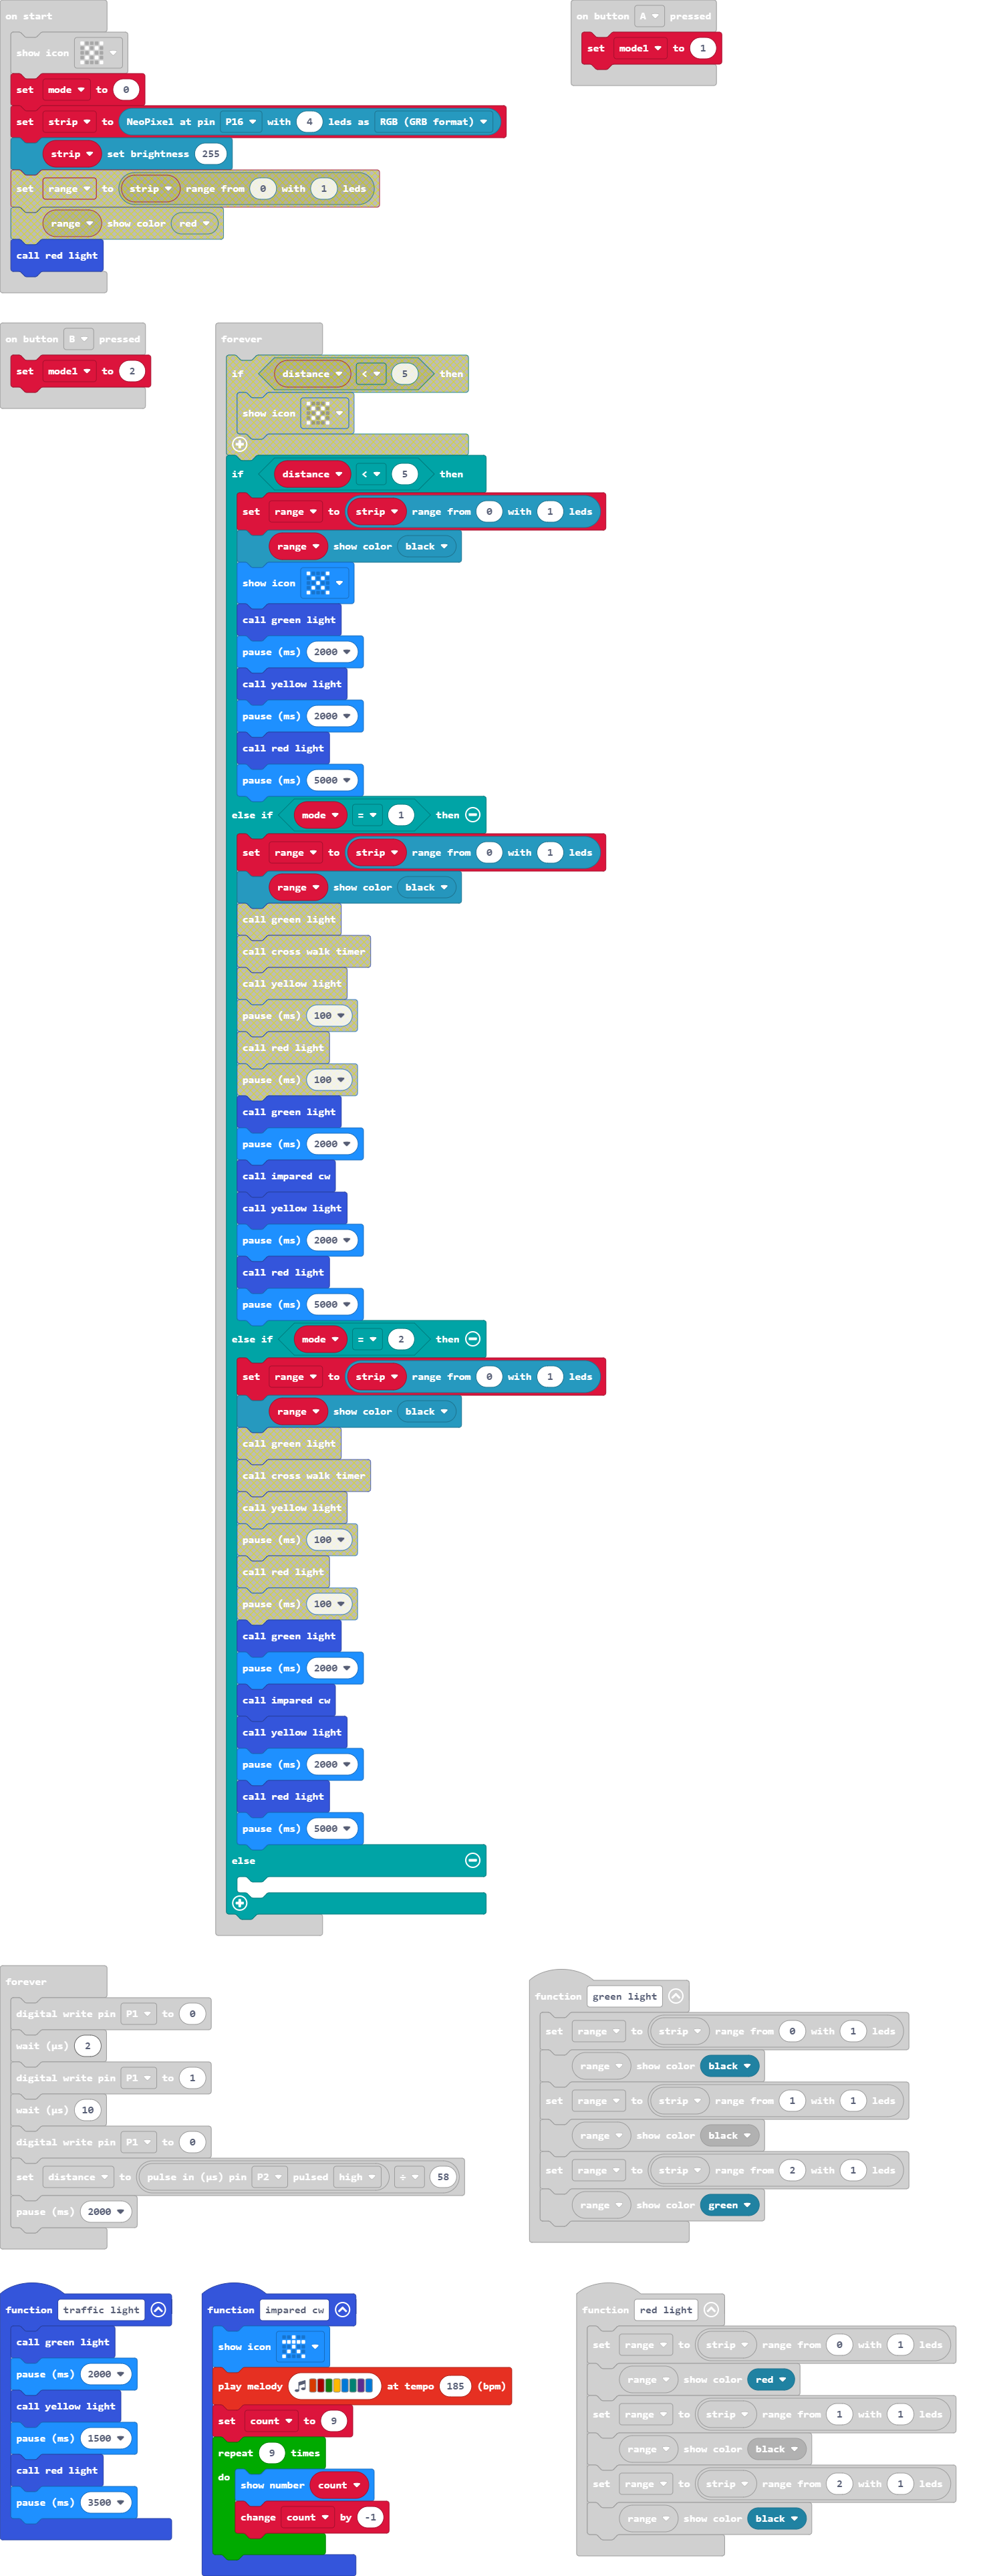 on start
show icon
set mode to 0
set strip to NeoPixel at pin P16 with 4 leds as RGB (GRB format)
strip set brightness 255
set range to strip range from 0 with 1 leds
range show color red
call red light
on button A pressed
set model to 1
on button B pressed
set model to 2
forever
if distance < 5 then
show icon
if distance < 5 then
set range to strip range from 0 with 1 leds
range show color black
show icon
call green light
pause (ms) 2000
call yellow light
pause (ms) 2000
call red light
pause (ms) 5000
else if mode = 1 then
set range to strip range from 0 with 1 leds
range show color black
call green light
call cross walk timer
call yellow light
pause (ms) 100
call red light
pause (ms) 100
call green light
pause (ms) 2000
call impared cw
call yellow light
pause (ms) 2000
call red light
pause (ms) 5000
else if mode = 2 then
set range to strip range from 0 with 1 leds
range show color black
call green light
call cross walk timer
call yellow light
pause (ms) 100
call red light
pause (ms) 100
call green light
pause (ms) 2000
call impared cw
call yellow light
pause (ms) 2000
call red light
pause (ms) 5000
else
forever
digital write pin P1 to 0
wait (µs) 2
digital write pin P1 to 1
wait (µs) 10
digital write pin P1 to 0
set distance to pulse in (µs) pin P2 pulsed high ÷ 58
pause (ms) 2000
function green light
set range to strip range from 0 with 1 leds
range show color black
set range to strip range from 1 with 1 leds
range show color black
set range to strip range from 2 with 1 leds
range show color green
function traffic light
call green light
pause (ms) 2000
call yellow light
pause (ms) 1500
call red light
pause (ms) 3500
function impared cw
show icon
play melody at tempo 185 (bpm)
set count to 9
repeat 9 times
do
show number count
change count by -1
function red light
set range to strip range from 0 with 1 leds
range show color red
set range to strip range from 1 with 1 leds
range show color black
set range to strip range from 2 with 1 leds
range show color black